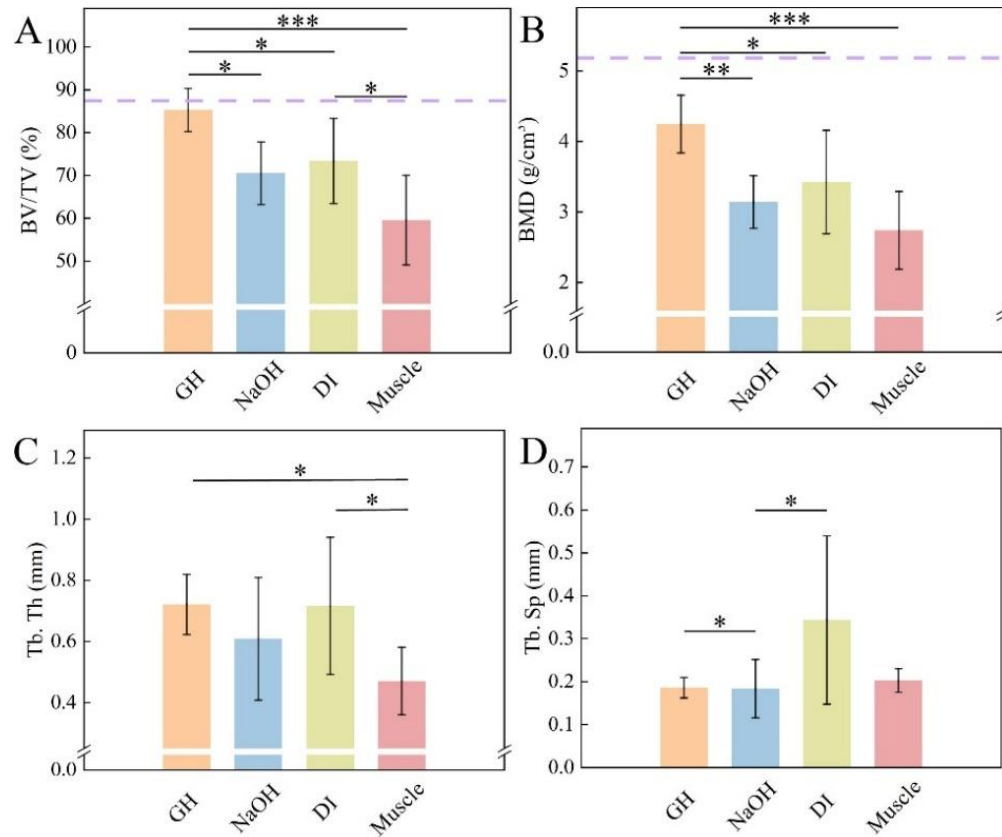 A
BV/TV (%)
100
90
80
70
60
50
0
***
*
*
*
GH
NaOH
DI
Muscle
B
BMD (g/cm³)
5
4
3
2
0.0
***
*
**
GH
NaOH
DI
Muscle
C
Tb. Th (mm)
1.2
1.0
0.8
0.6
0.4
0.0
*
*
GH
NaOH
DI
Muscle
D
Tb. Sp (mm)
0.7
0.6
0.5
0.4
0.3
0.2
0.1
0.0
*
*
GH
NaOH
DI
Muscle